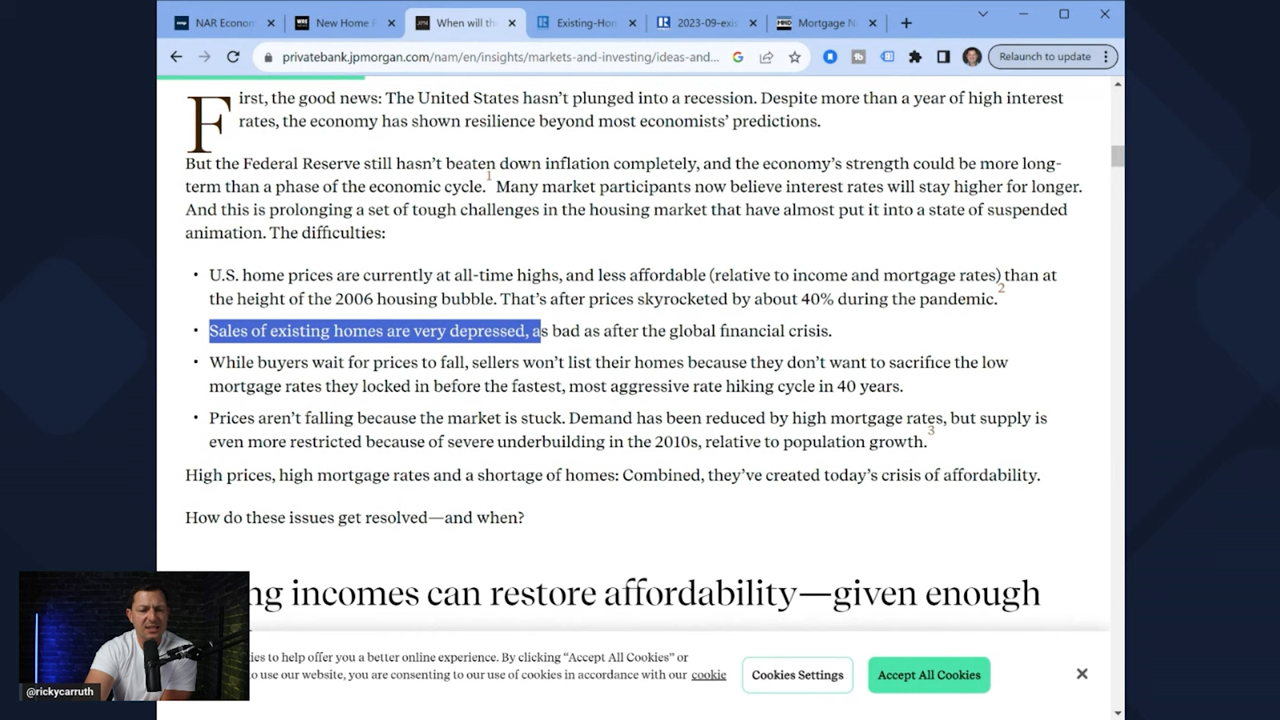 NAR Econom
New Home F
When will th
Existing-Hom
2023-09-exis
Mortgage N
privatebank.jpmorgan.com/nam/en/insights/markets-and-investing/ideas-and...
Relaunch to update
First, the good news: The United States hasn't plunged into a recession. Despite more than a year of high interest
rates, the economy has shown resilience beyond most economists' predictions.
But the Federal Reserve still hasn't beaten down inflation completely, and the economy's strength could be more long-
term than a phase of the economic cycle.1 Many market participants now believe interest rates will stay higher for longer.
And this is prolonging a set of tough challenges in the housing market that have almost put it into a state of suspended
animation. The difficulties:
• U.S. home prices are currently at all-time highs, and less affordable (relative to income and mortgage rates) than at
the height of the 2006 housing bubble. That's after prices skyrocketed by about 40% during the pandemic.2
• Sales of existing homes are very depressed, as bad as after the global financial crisis.
• While buyers wait for prices to fall, sellers won't list their homes because they don't want to sacrifice the low
mortgage rates they locked in before the fastest, most aggressive rate hiking cycle in 40 years.
• Prices aren't falling because the market is stuck. Demand has been reduced by high mortgage rates, but supply is
even more restricted because of severe underbuilding in the 2010s, relative to population growth.3
High prices, high mortgage rates and a shortage of homes: Combined, they've created today's crisis of affordability.
How do these issues get resolved—and when?
ng incomes can restore affordability—given enough
ies to help offer you a better online experience. By clicking "Accept All Cookies" or
o use our website, you are consenting to our use of cookies in accordance with our cookie
Cookies Settings
Accept All Cookies
@rickycarruth